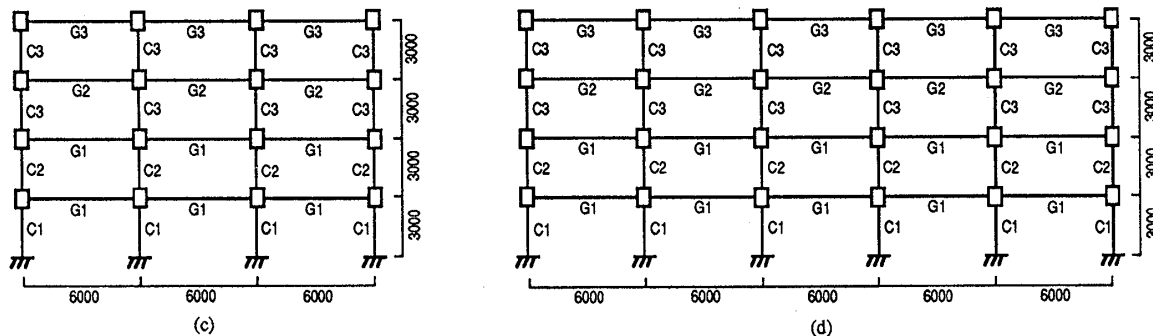 G3 G3 G3
C3 C3 C3 C3
3000
G2 G2 G2
C3 C3 C3 C3
3000
G1 G1 G1
C2 C2 C2 C2
3000
G1 G1 G1
C1 C1 C1 C1
3000
6000 6000 6000
(c)
G3 G3 G3 G3 G3
C3 C3 C3 C3 C3 C3
3000
G2 G2 G2 G2 G2
C3 C3 C3 C3 C3 C3
3000
G1 G1 G1 G1 G1
C2 C2 C2 C2 C2 C2
3000
G1 G1 G1 G1 G1
C1 C1 C1 C1 C1 C1
3000
6000 6000 6000 6000 6000
(d)